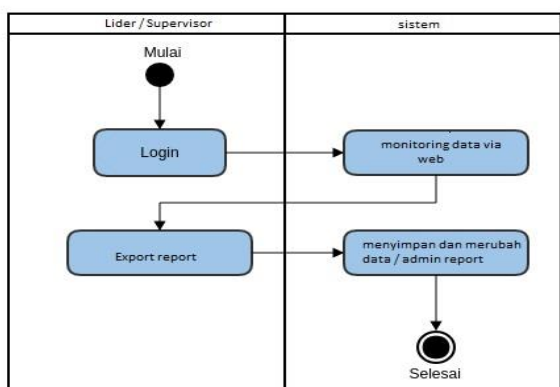 Lider / Supervisor
sistem
Mulai
Login
monitoring data via
web
Export report
menyimpan dan merubah
data / admin report
Selesai